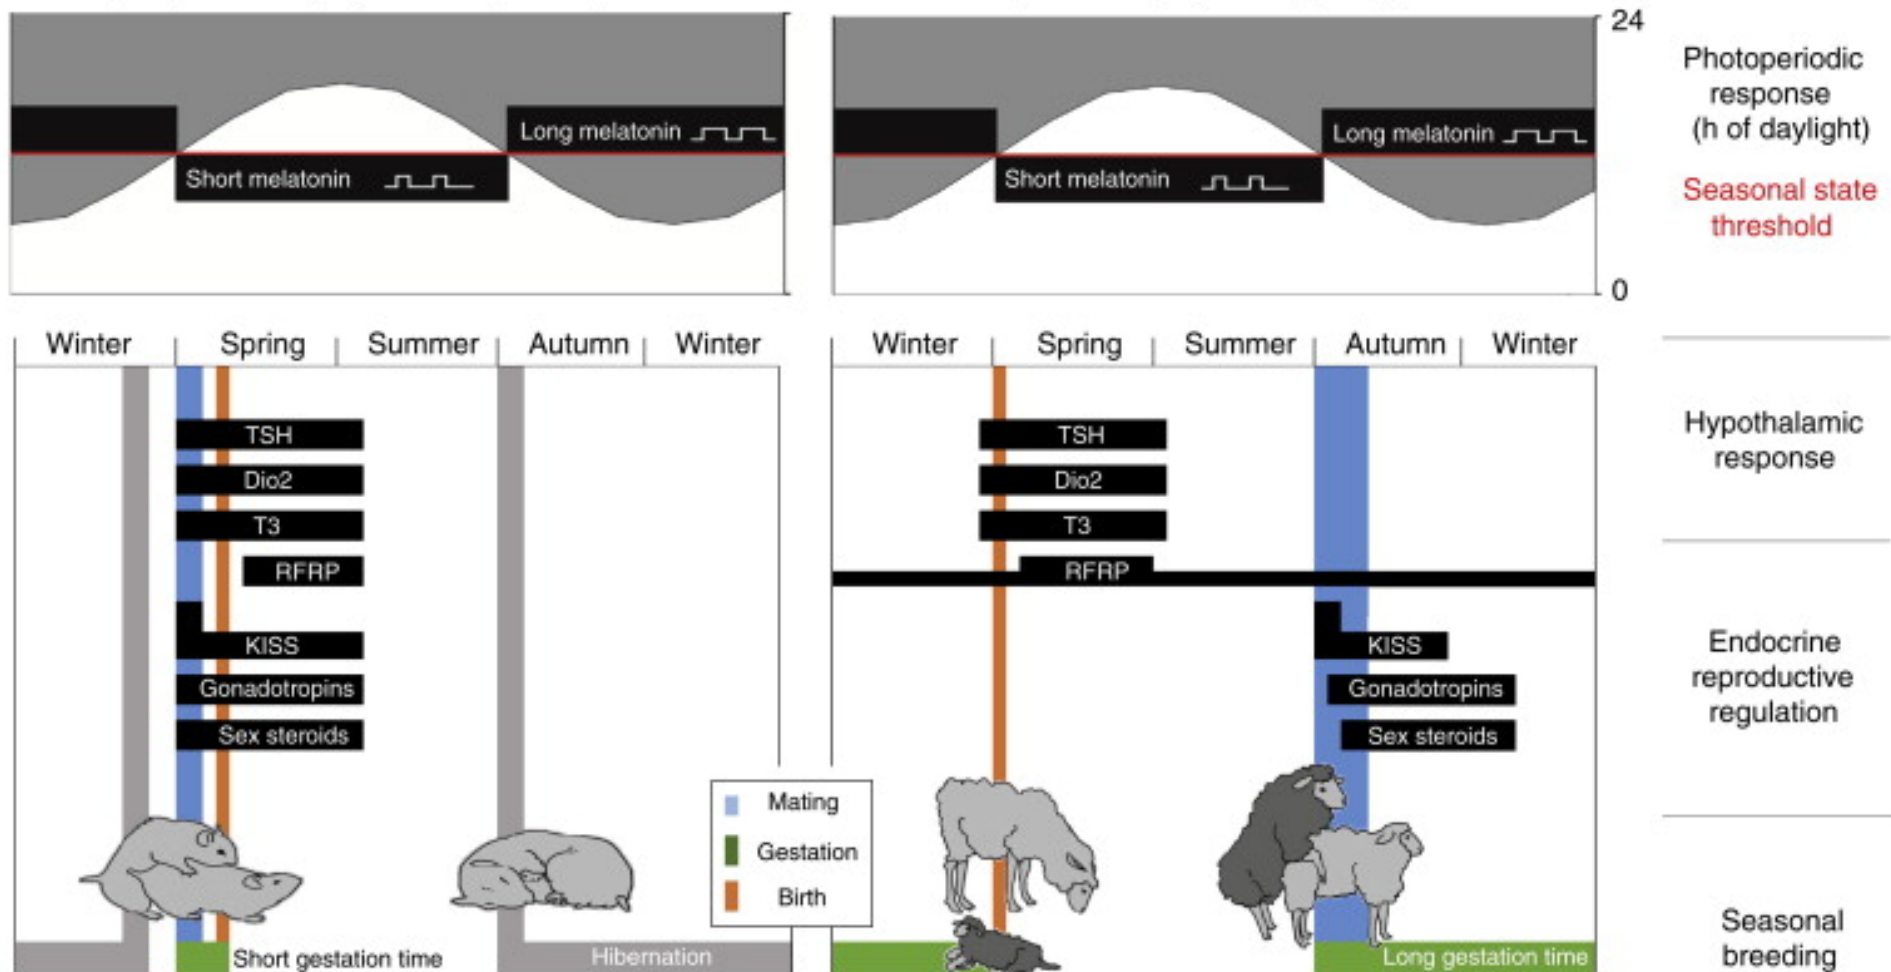 Long melatonin
Short melatonin
Long melatonin
Short melatonin
24
0
Photoperiodic
response
(h of daylight)
Seasonal state
threshold
Winter Spring Summer Autumn Winter
Winter Spring Summer Autumn Winter
TSH
Dio2
T3
RFRP
KISS
Gonadotropins
Sex steroids
TSH
Dio2
T3
RFRP
KISS
Gonadotropins
Sex steroids
Hypothalamic
response
Endocrine
reproductive
regulation
Mating
Gestation
Birth
Short gestation time
Hibernation
Long gestation time
Seasonal
breeding